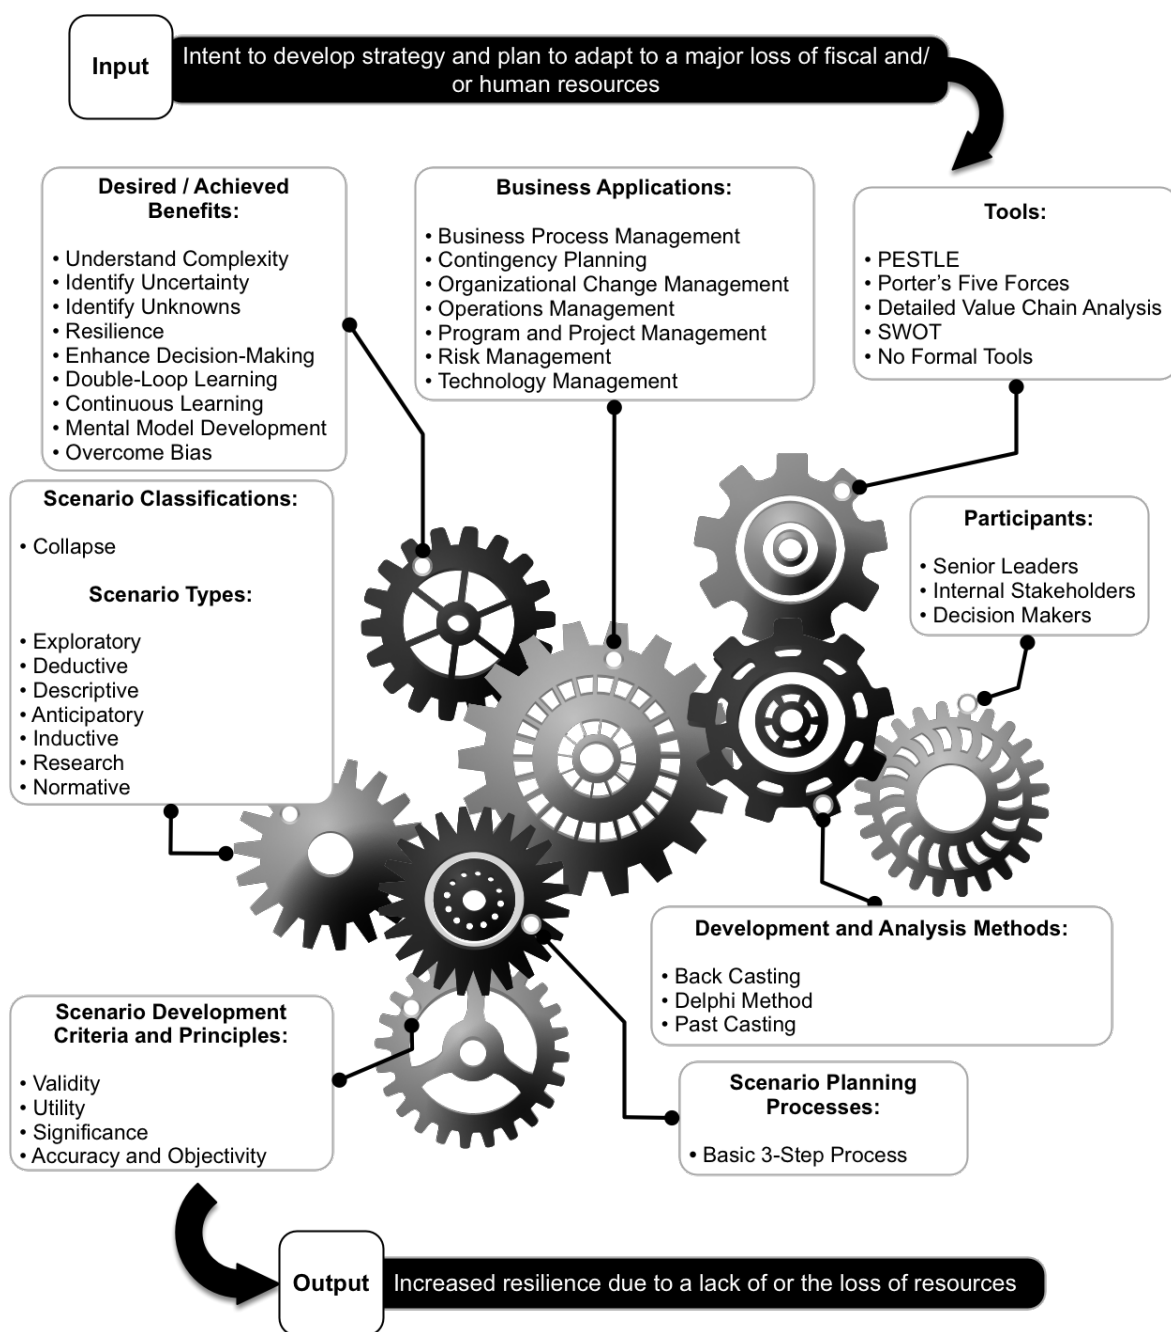 Input
Intent to develop strategy and plan to adapt to a major loss of fiscal and/
or human resources
Desired / Achieved
Benefits:
• Understand Complexity
• Identify Uncertainty
• Identify Unknowns
• Resilience
• Enhance Decision-Making
• Double-Loop Learning
• Continuous Learning
• Mental Model Development
• Overcome Bias
Business Applications:
• Business Process Management
• Contingency Planning
• Organizational Change Management
• Operations Management
• Program and Project Management
• Risk Management
• Technology Management
Tools:
• PESTLE
• Porter's Five Forces
• Detailed Value Chain Analysis
• SWOT
• No Formal Tools
Scenario Classifications:
• Collapse
Scenario Types:
• Exploratory
• Deductive
• Descriptive
• Anticipatory
• Inductive
• Research
• Normative
Participants:
• Senior Leaders
• Internal Stakeholders
• Decision Makers
Development and Analysis Methods:
• Back Casting
• Delphi Method
• Past Casting
Scenario Development
Criteria and Principles:
• Validity
• Utility
• Significance
• Accuracy and Objectivity
Scenario Planning
Processes:
• Basic 3-Step Process
Output
Increased resilience due to a lack of or the loss of resources